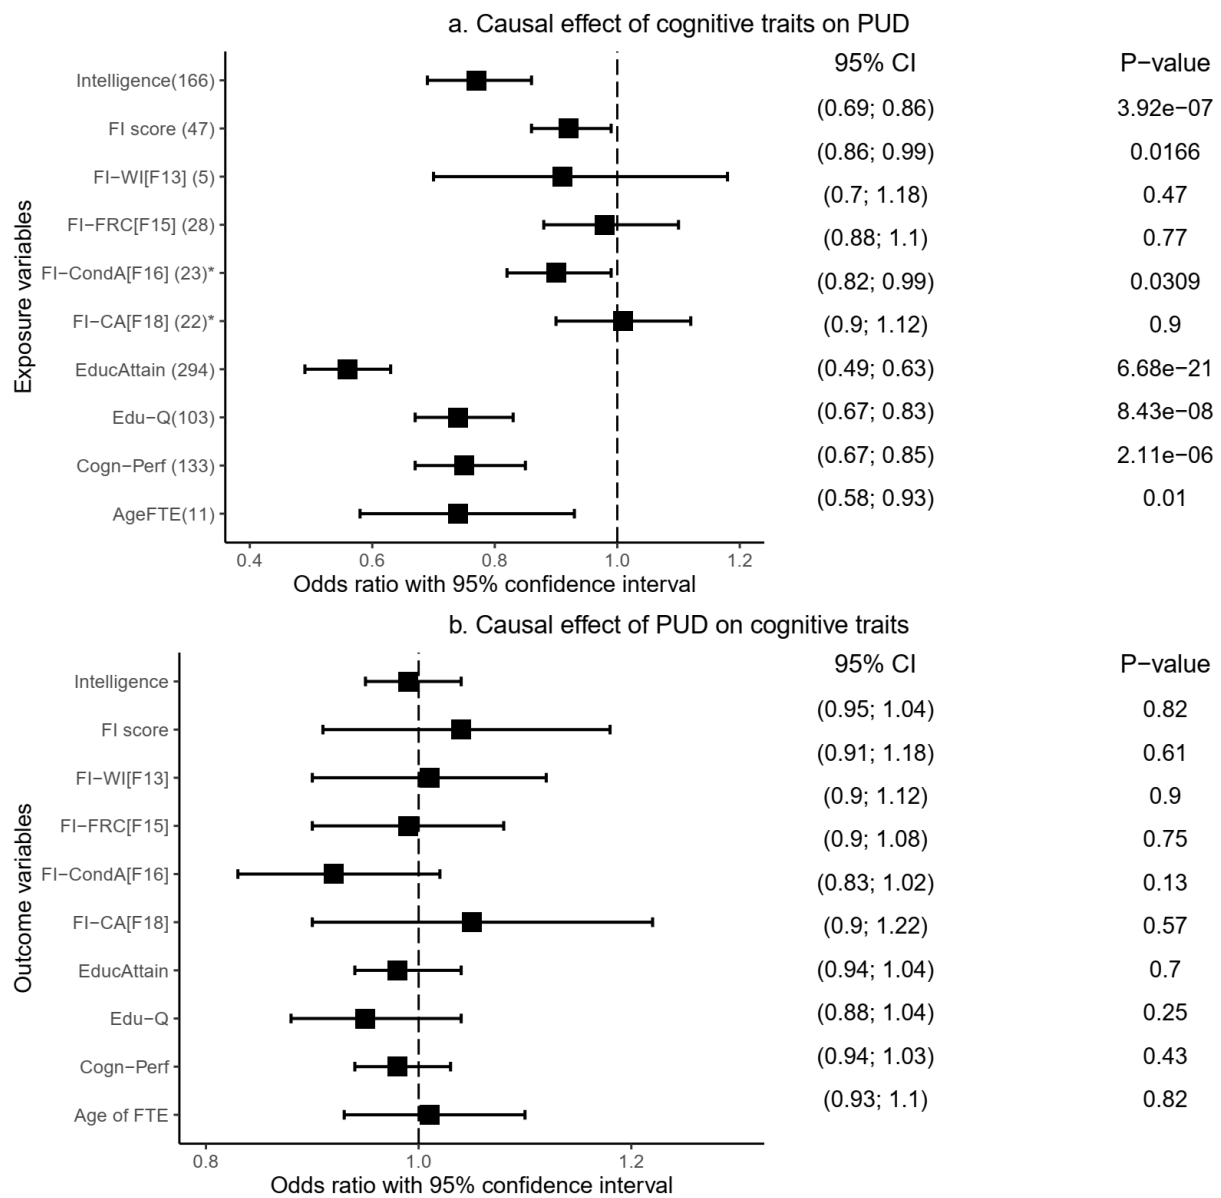 a. Causal effect of cognitive traits on PUD
95% CI P−value
Intelligence(166)
(0.69; 0.86) 3.92e−07
FI score (47)
(0.86; 0.99) 0.0166
FI−WI[F13] (5)
(0.7; 1.18) 0.47
FI−FRC[F15] (28)
(0.88; 1.1) 0.77
FI−CondA[F16] (23)*
(0.82; 0.99) 0.0309
FI−CA[F18] (22)*
(0.9; 1.12) 0.9
EducAttain (294)
(0.49; 0.63) 6.68e−21
Edu−Q(103)
(0.67; 0.83) 8.43e−08
Cogn−Perf (133)
(0.67; 0.85) 2.11e−06
AgeFTE(11)
(0.58; 0.93) 0.01
Exposure variables
0.4 0.6 0.8 1.0 1.2
Odds ratio with 95% confidence interval
b. Causal effect of PUD on cognitive traits
95% CI P−value
Intelligence
(0.95; 1.04) 0.82
FI score
(0.91; 1.18) 0.61
FI−WI[F13]
(0.9; 1.12) 0.9
FI−FRC[F15]
(0.9; 1.08) 0.75
FI−CondA[F16]
(0.83; 1.02) 0.13
FI−CA[F18]
(0.9; 1.22) 0.57
EducAttain
(0.94; 1.04) 0.7
Edu−Q
(0.88; 1.04) 0.25
Cogn−Perf
(0.94; 1.03) 0.43
Age of FTE
(0.93; 1.1) 0.82
Outcome variables
0.8 1.0 1.2
Odds ratio with 95% confidence interval